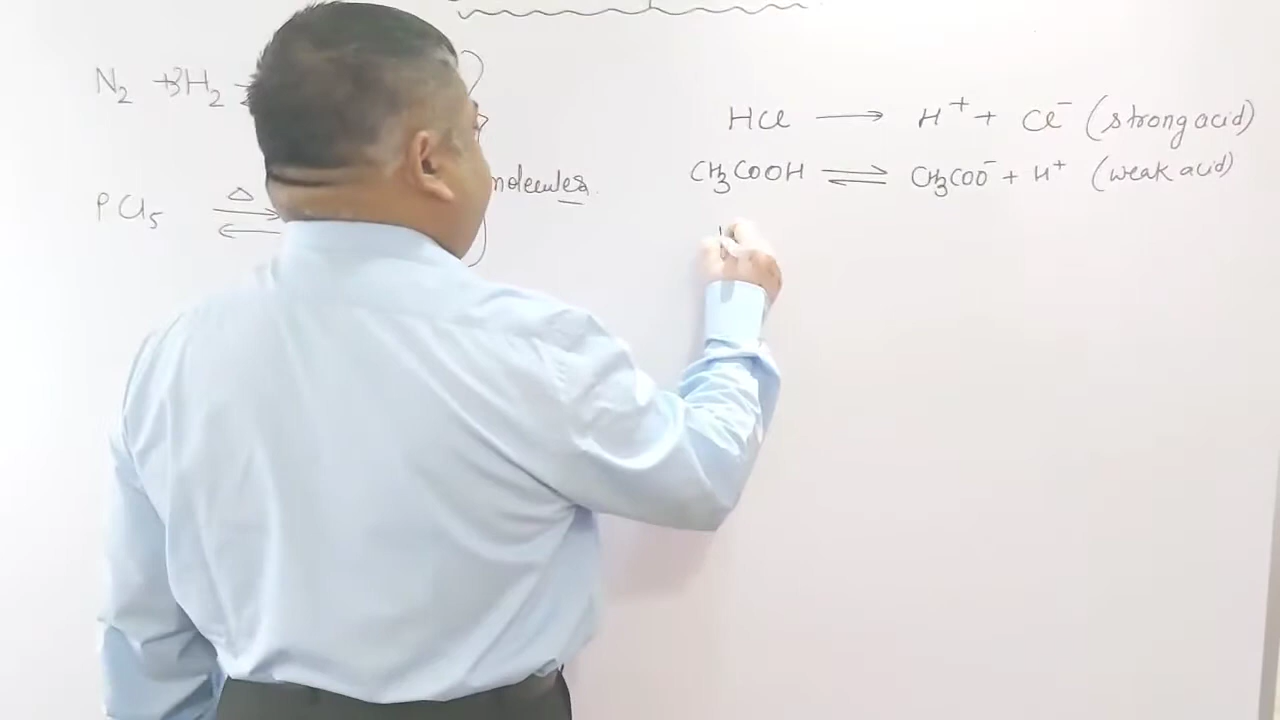 N₂ + 3H₂
PCl₅ Δ ⇌
molecules.
HCl ⟶ H⁺ + Cl⁻ (strong acid)
CH₃COOH ⇌ CH₃COO⁻ + H⁺ (weak acid)